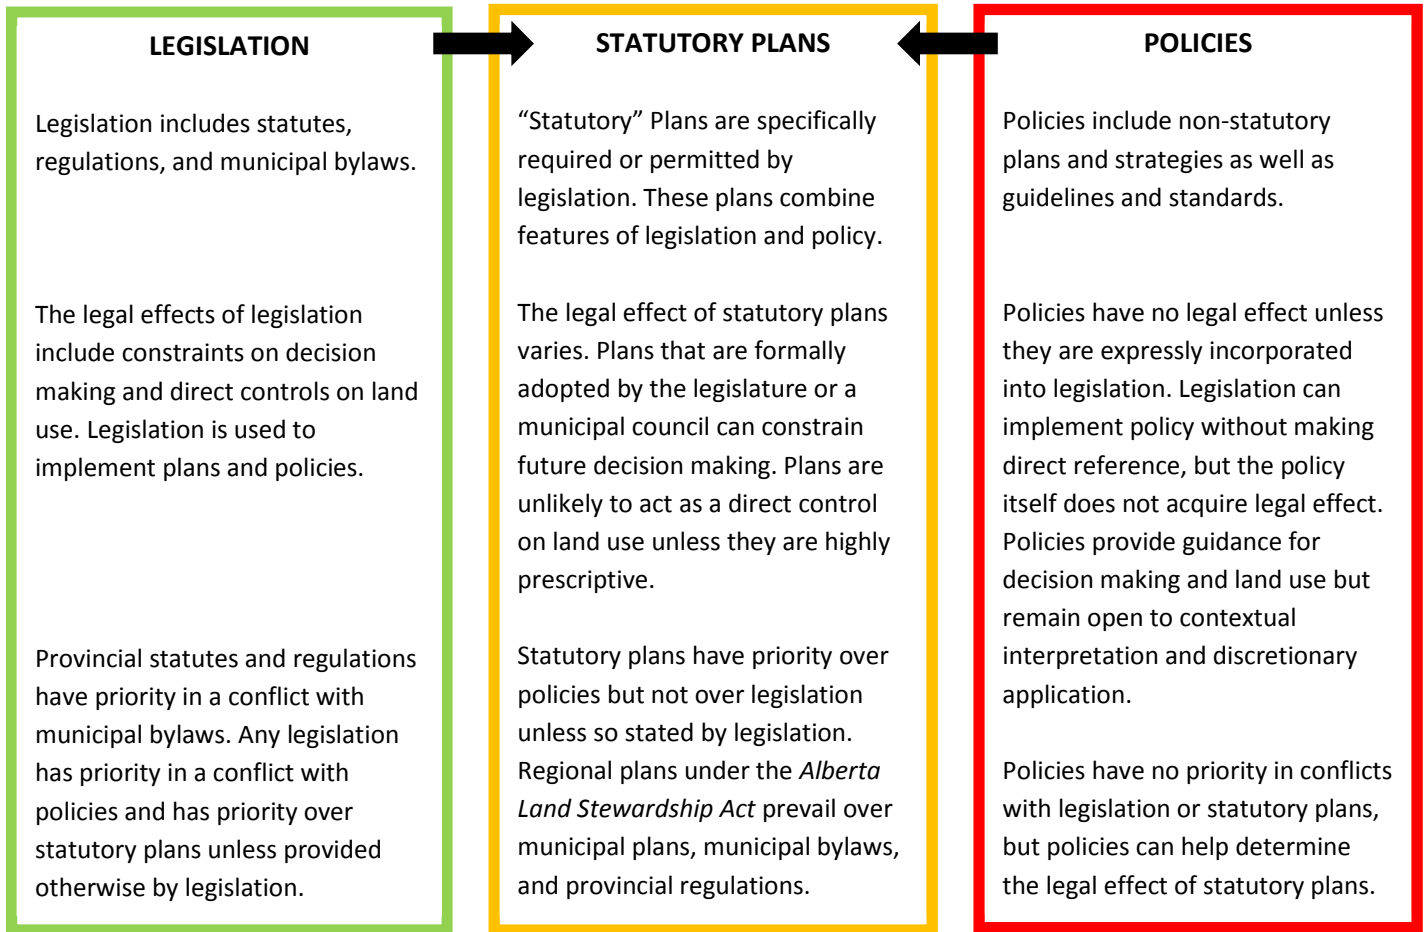 LEGISLATION
Legislation includes statutes,
regulations, and municipal bylaws.
The legal effects of legislation
include constraints on decision
making and direct controls on land
use. Legislation is used to
implement plans and policies.
Provincial statutes and regulations
have priority in a conflict with
municipal bylaws. Any legislation
has priority in a conflict with
policies and has priority over
statutory plans unless provided
otherwise by legislation.
STATUTORY PLANS
“Statutory” Plans are specifically
required or permitted by
legislation. These plans combine
features of legislation and policy.
The legal effect of statutory plans
varies. Plans that are formally
adopted by the legislature or a
municipal council can constrain
future decision making. Plans are
unlikely to act as a direct control
on land use unless they are highly
prescriptive.
Statutory plans have priority over
policies but not over legislation
unless so stated by legislation.
Regional plans under the Alberta
Land Stewardship Act prevail over
municipal plans, municipal bylaws,
and provincial regulations.
POLICIES
Policies include non-statutory
plans and strategies as well as
guidelines and standards.
Policies have no legal effect unless
they are expressly incorporated
into legislation. Legislation can
implement policy without making
direct reference, but the policy
itself does not acquire legal effect.
Policies provide guidance for
decision making and land use but
remain open to contextual
interpretation and discretionary
application.
Policies have no priority in conflicts
with legislation or statutory plans,
but policies can help determine
the legal effect of statutory plans.